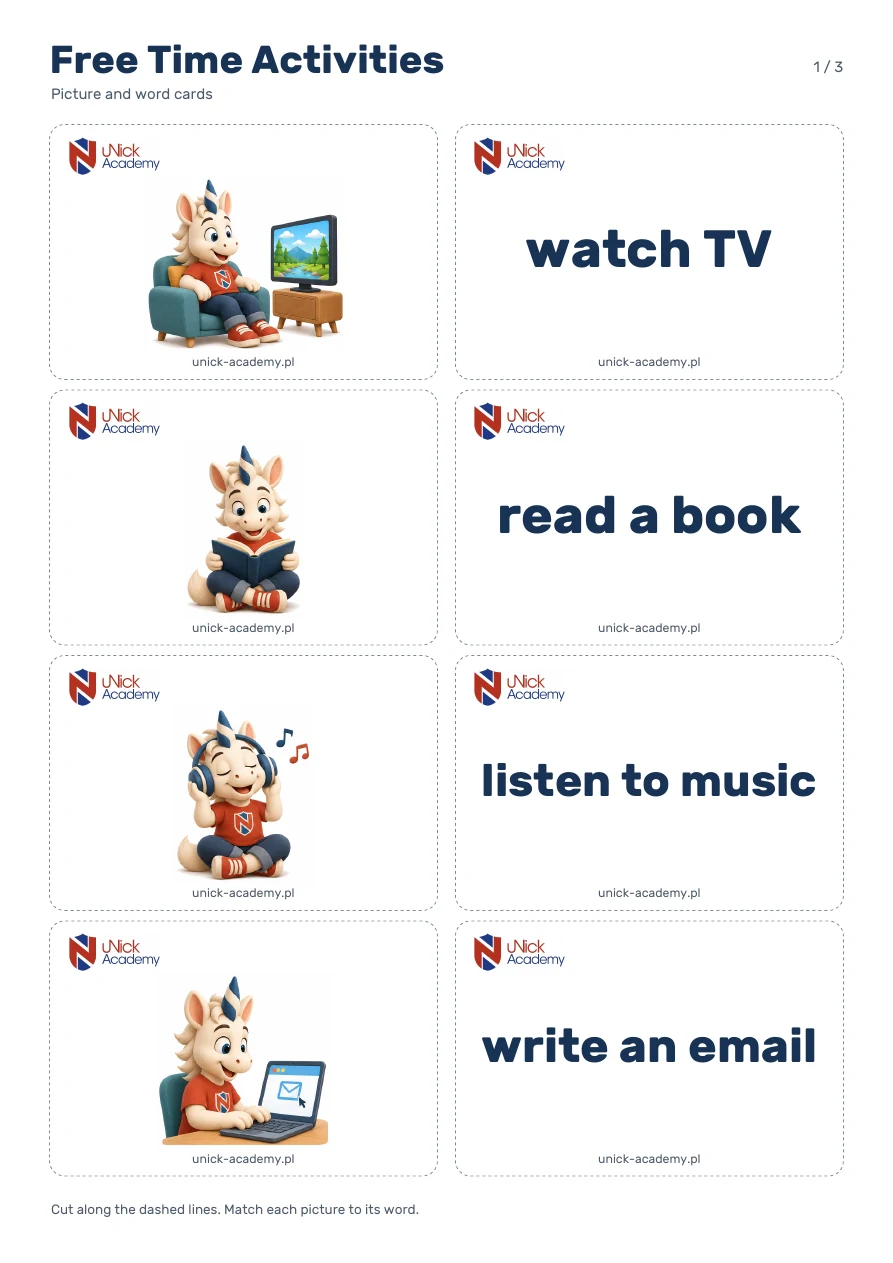 Free Time Activities
1 / 3
Picture and word cards
uNick
Academy
unick-academy.pl
uNick
Academy
watch TV
unick-academy.pl
uNick
Academy
unick-academy.pl
uNick
Academy
read a book
unick-academy.pl
uNick
Academy
unick-academy.pl
uNick
Academy
listen to music
unick-academy.pl
uNick
Academy
unick-academy.pl
uNick
Academy
write an email
unick-academy.pl
Cut along the dashed lines. Match each picture to its word.